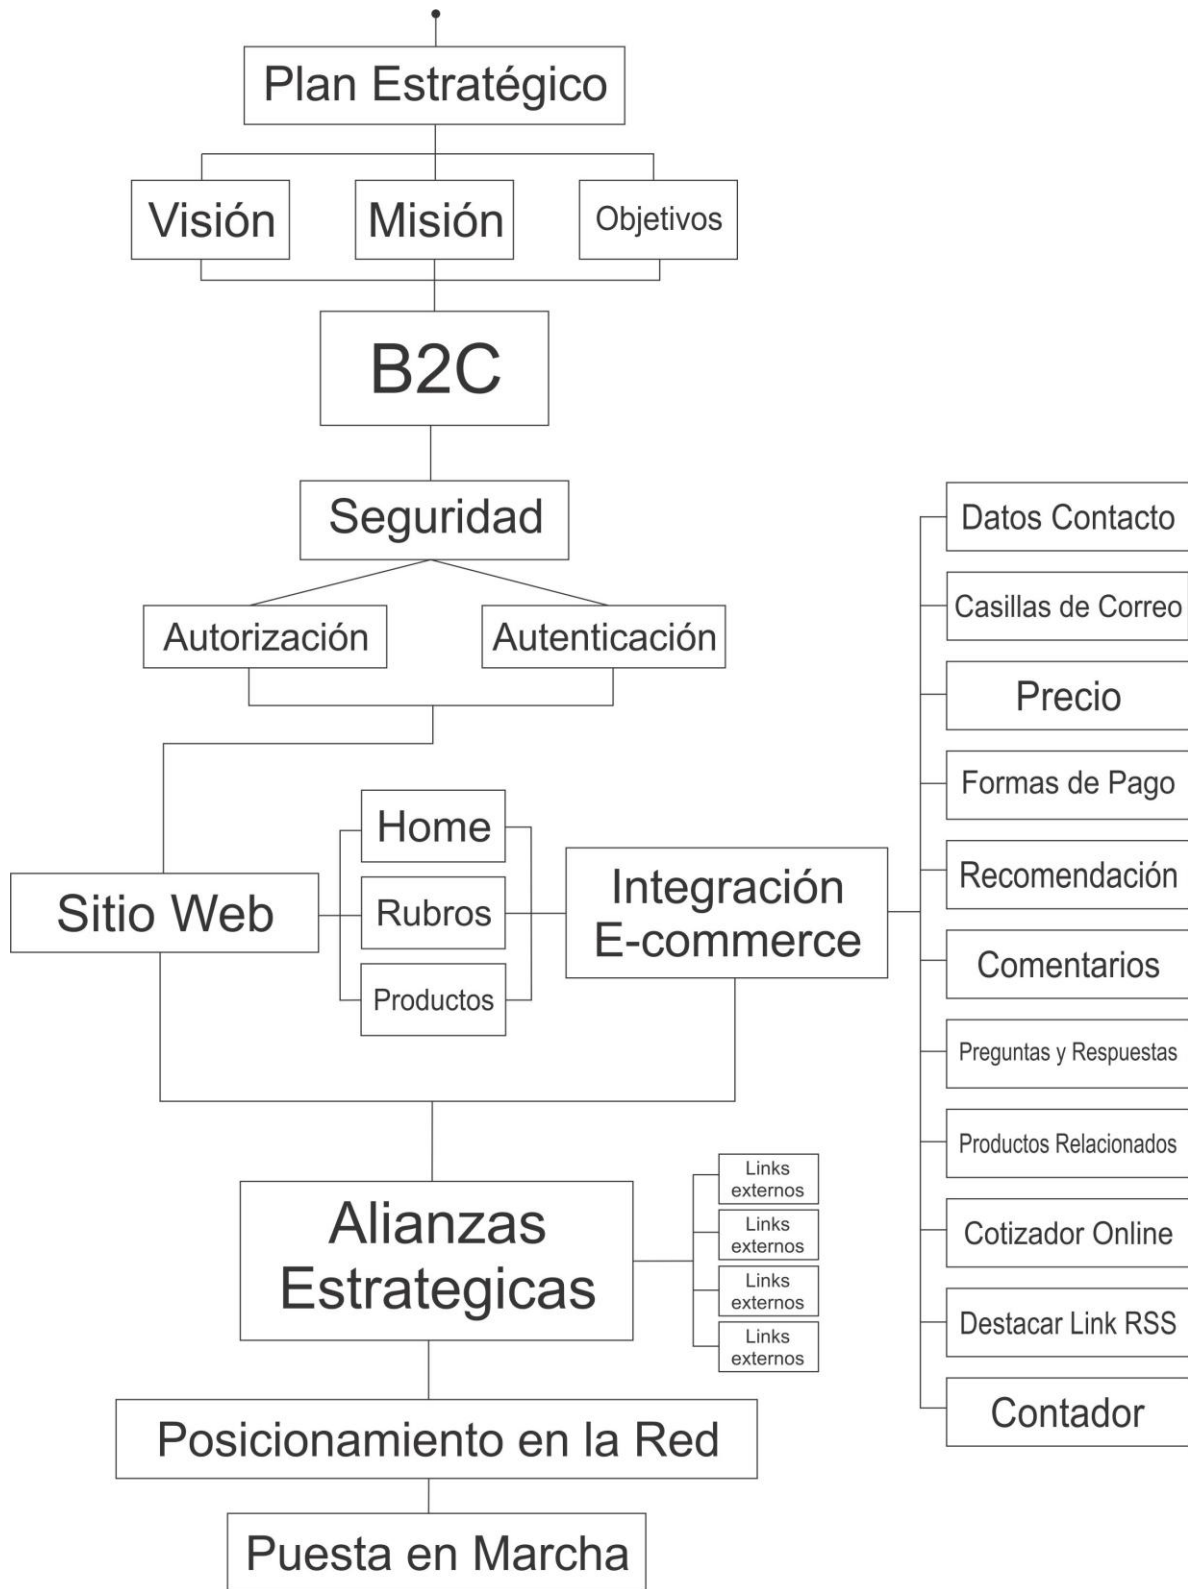 Plan Estratégico
Visión
Misión
Objetivos
B2C
Seguridad
Autorización
Autenticación
Sitio Web
Home
Rubros
Productos
Integración
E-commerce
Datos Contacto
Casillas de Correo
Precio
Formas de Pago
Recomendación
Comentarios
Preguntas y Respuestas
Productos Relacionados
Cotizador Online
Destacar Link RSS
Contador
Alianzas
Estrategicas
Links
externos
Links
externos
Links
externos
Links
externos
Posicionamiento en la Red
Puesta en Marcha